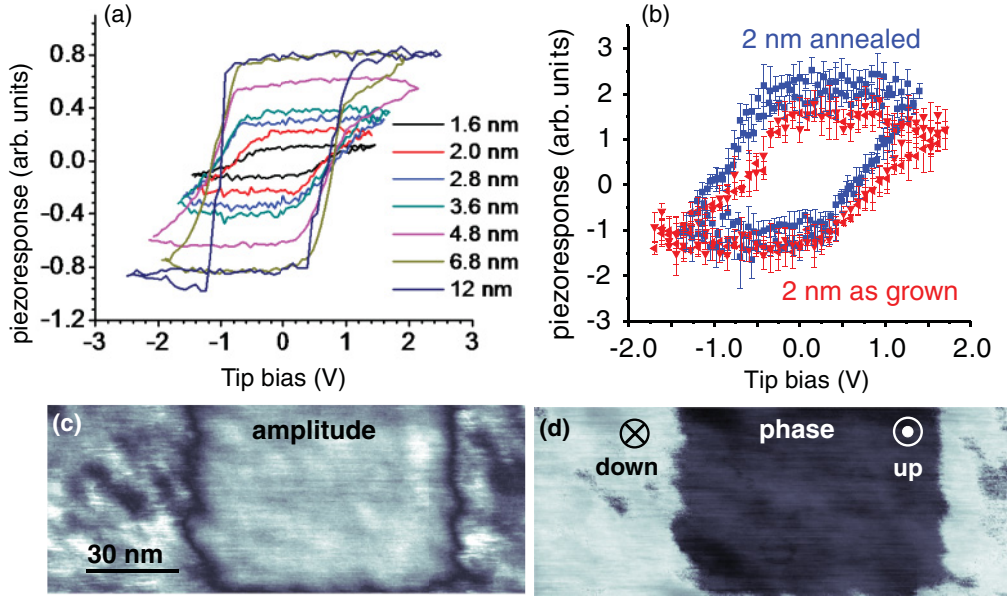 (a)
piezoresponse (arb. units)
0.8
0.4
0.0
−0.4
−0.8
−1.2
−3 −2 −1 0 1 2 3
Tip bias (V)
1.6 nm
2.0 nm
2.8 nm
3.6 nm
4.8 nm
6.8 nm
12 nm
(b)
piezoresponse (arb. units)
3
2
1
0
-1
-2
-3
-2.0 -1.0 0.0 1.0 2.0
Tip bias (V)
2 nm annealed
2 nm as grown
(c)
amplitude
30 nm
(d)
phase
down
up